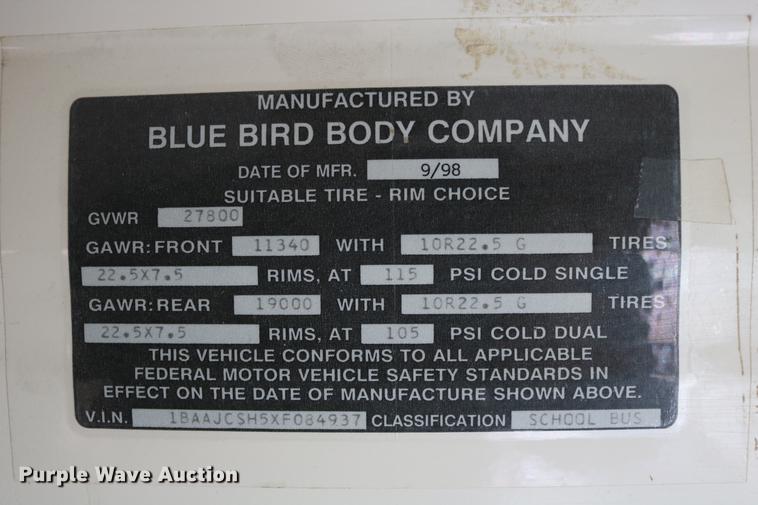 MANUFACTURED BY
BLUE BIRD BODY COMPANY
DATE OF MFR. 9/98
SUITABLE TIRE - RIM CHOICE
GVWR 27800
GAWR: FRONT 11340 WITH 10R22.5 G TIRES
22.5X7.5 RIMS, AT 115 PSI COLD SINGLE
GAWR: REAR 19000 WITH 10R22.5 G TIRES
22.5X7.5 RIMS, AT 105 PSI COLD DUAL
THIS VEHICLE CONFORMS TO ALL APPLICABLE
FEDERAL MOTOR VEHICLE SAFETY STANDARDS IN
EFFECT ON THE DATE OF MANUFACTURE SHOWN ABOVE.
V.I.N. 1BAAJCSH5XF084937 CLASSIFICATION SCHOOL BUS
Purple Wave Auction